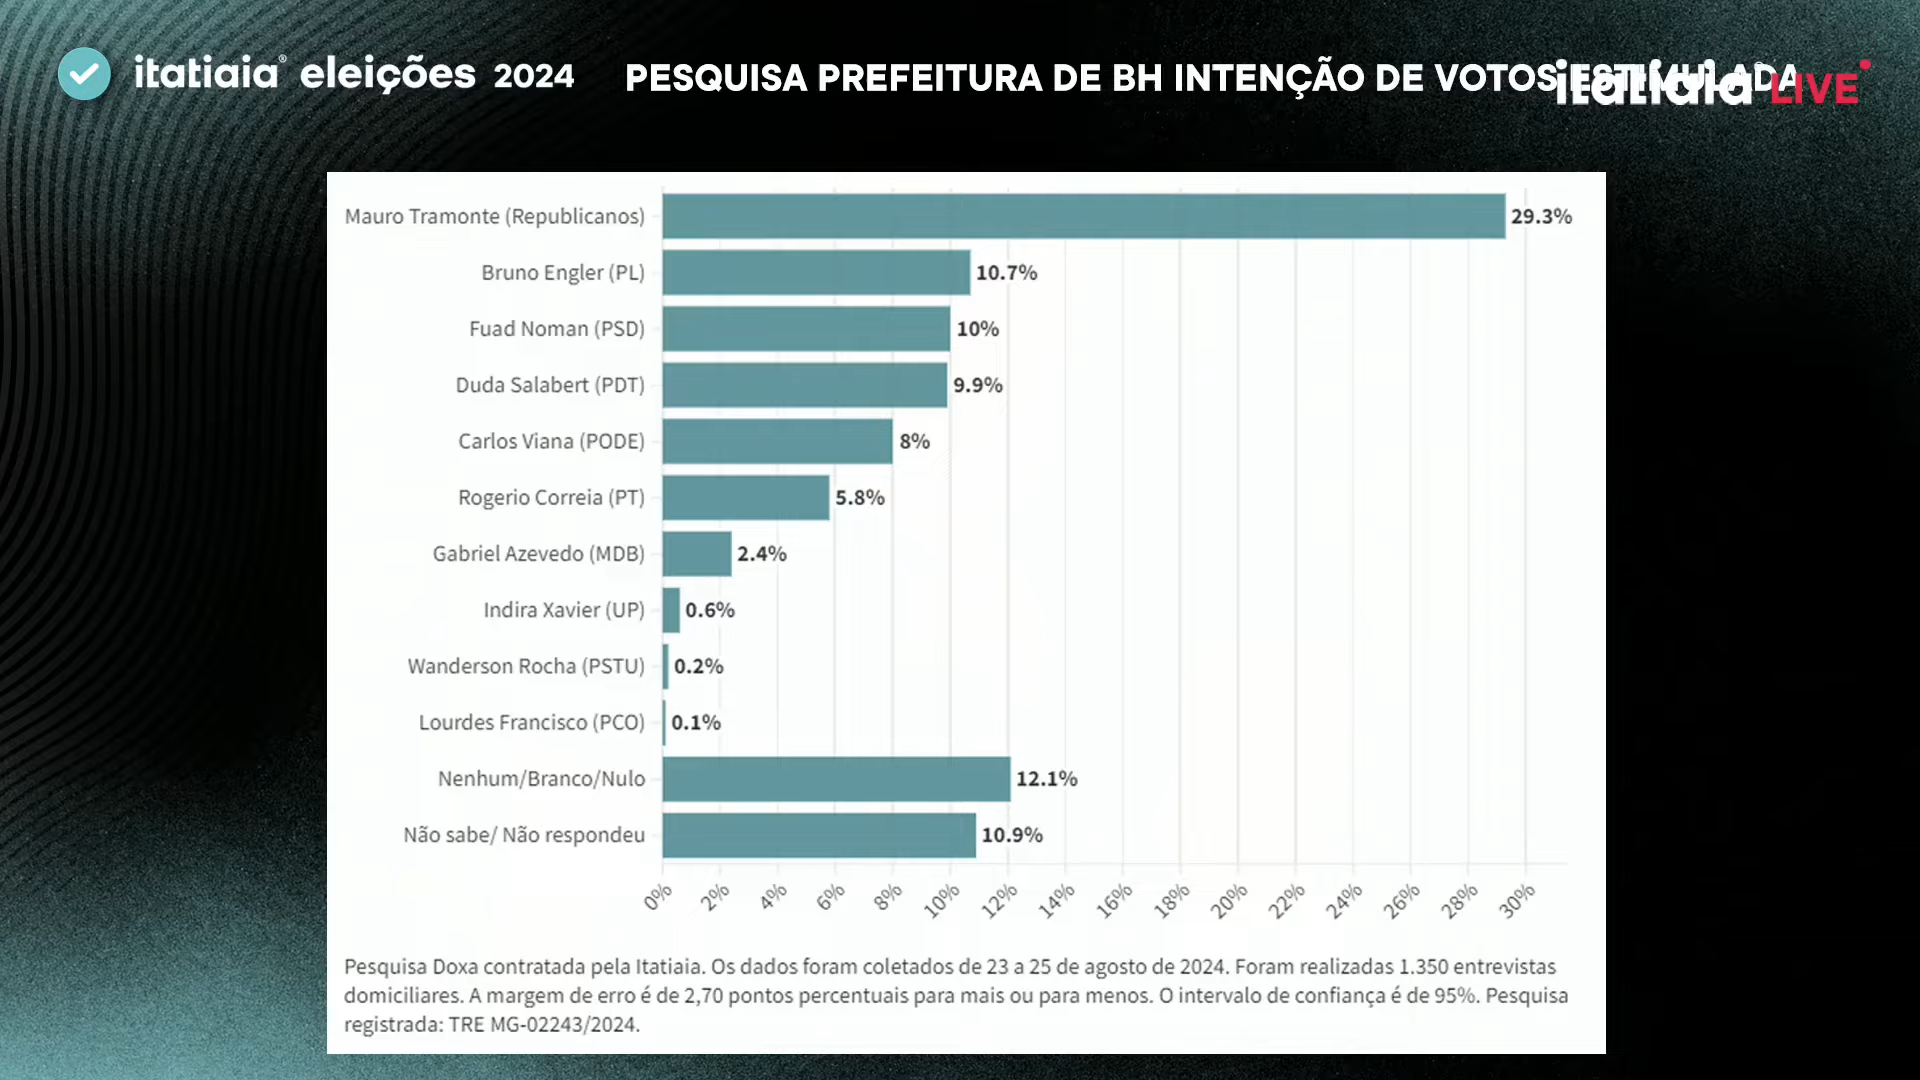 itatiaia® eleições 2024
PESQUISA PREFEITURA DE BH INTENÇÃO DE VOTOS ESTIMULADA
itatiaia LIVE
Mauro Tramonte (Republicanos) 29.3%
Bruno Engler (PL) 10.7%
Fuad Noman (PSD) 10%
Duda Salabert (PDT) 9.9%
Carlos Viana (PODE) 8%
Rogerio Correia (PT) 5.8%
Gabriel Azevedo (MDB) 2.4%
Indira Xavier (UP) 0.6%
Wanderson Rocha (PSTU) 0.2%
Lourdes Francisco (PCO) 0.1%
Nenhum/Branco/Nulo 12.1%
Não sabe/ Não respondeu 10.9%
0% 2% 4% 6% 8% 10% 12% 14% 16% 18% 20% 22% 24% 26% 28% 30%
Pesquisa Doxa contratada pela Itatiaia. Os dados foram coletados de 23 a 25 de agosto de 2024. Foram realizadas 1.350 entrevistas
domiciliares. A margem de erro é de 2,70 pontos percentuais para mais ou para menos. O intervalo de confiança é de 95%. Pesquisa
registrada: TRE MG-02243/2024.